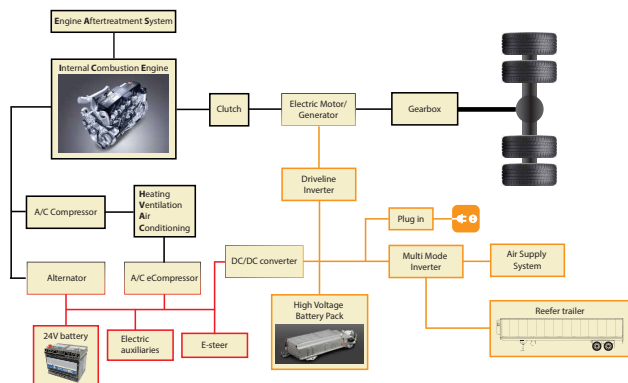 Engine Aftertreatment System
Internal Combustion Engine
Clutch
Electric Motor/
Generator
Gearbox
Driveline
Inverter
A/C Compressor
Heating
Ventilation
Air
Conditioning
Plug in
DC/DC converter
Multi Mode
Inverter
Air Supply
System
Alternator
A/C eCompressor
High Voltage
Battery Pack
Reefer trailer
24V battery
Electric
auxiliaries
E-steer